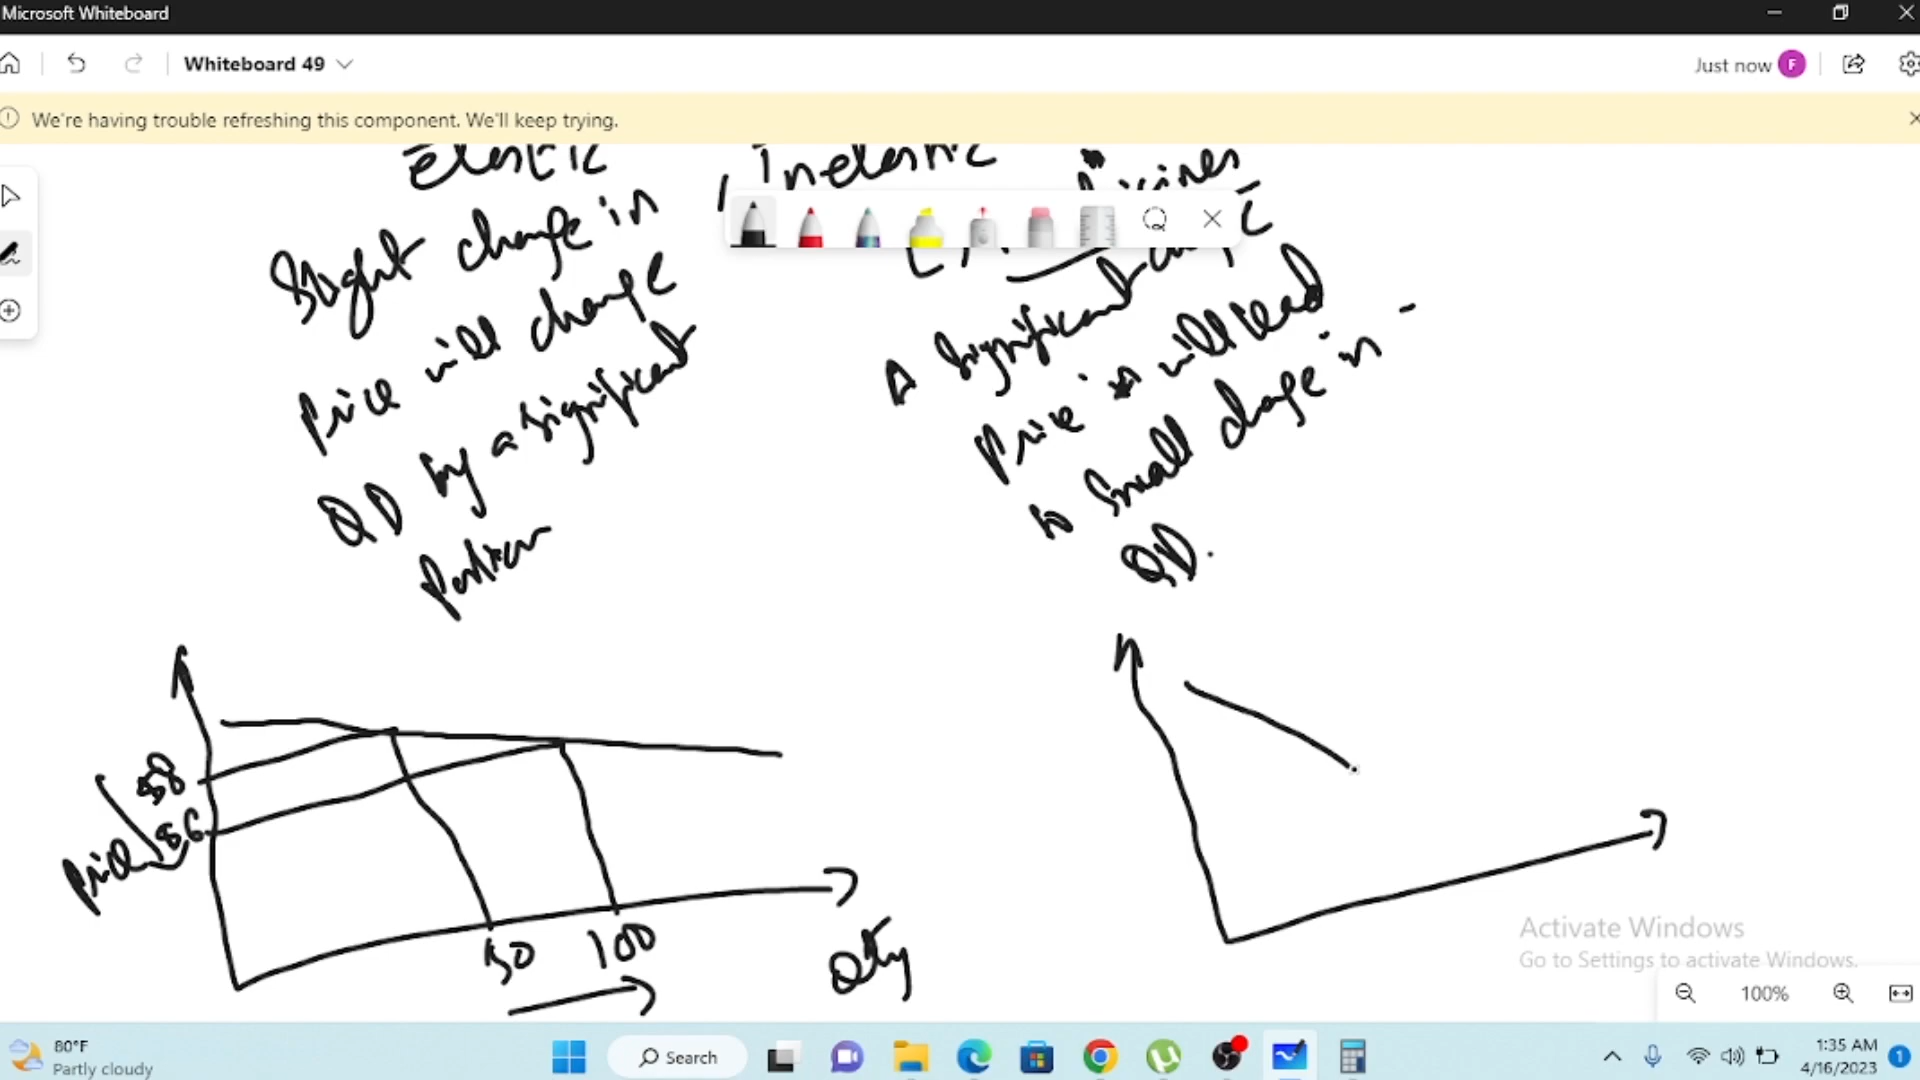 Microsoft Whiteboard
Whiteboard 49
Just now F
We're having trouble refreshing this component. We'll keep trying.
Elastic
Slight change in
Price will change
QD by a significant
Portion
Inelastic
A significant change
Price will lead
to small change in
QD.
Price
$8
$6
50
100
Qty
Activate Windows
Go to Settings to activate Windows.
100%
80°F
Partly cloudy
Search
1:35 AM
4/16/2023
1